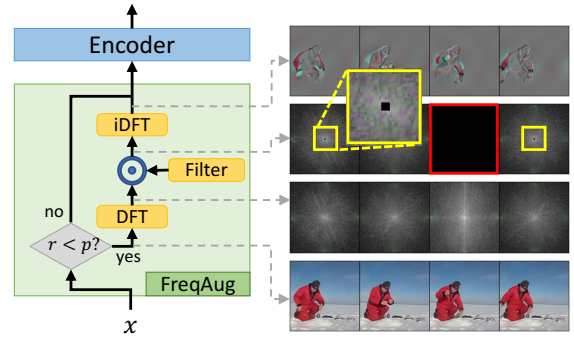 Encoder
iDFT
Filter
no
DFT
r < p?
yes
FreqAug
x